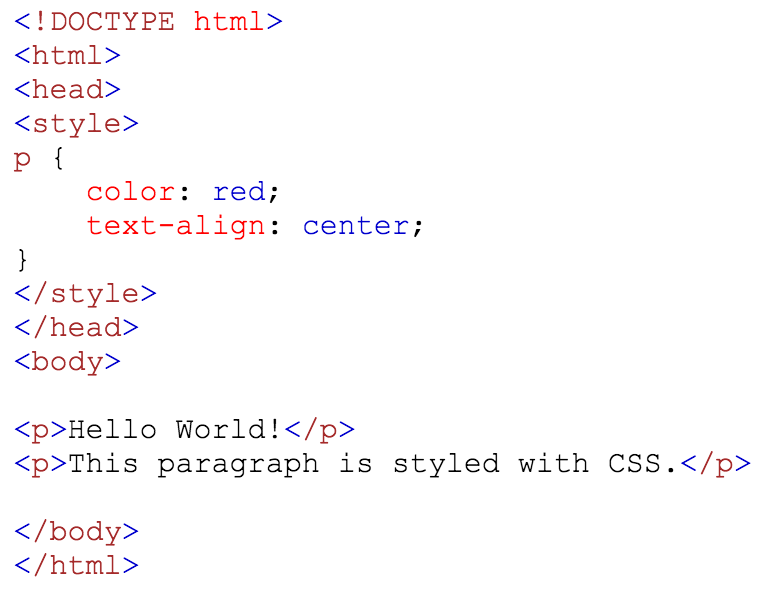 <!DOCTYPE html>
<html>
<head>
<style>
p {
    color: red;
    text-align: center;
}
</style>
</head>
<body>

<p>Hello World!</p>
<p>This paragraph is styled with CSS.</p>

</body>
</html>